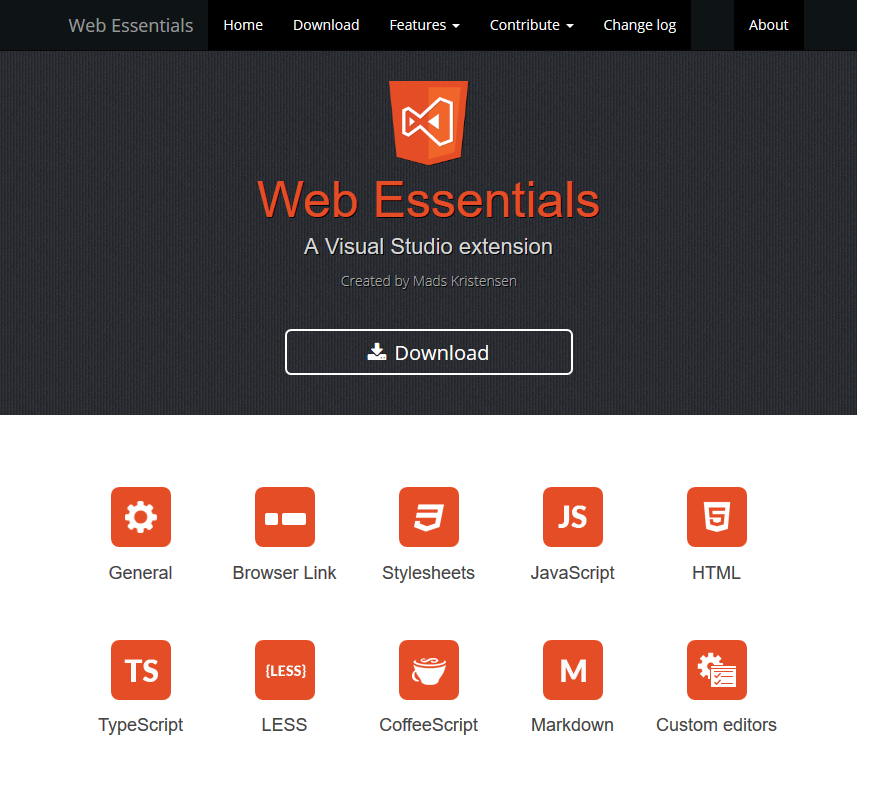 Web Essentials Home Download Features Contribute Change log About
Web Essentials
A Visual Studio extension
Created by Mads Kristensen
Download
JS
General Browser Link Stylesheets JavaScript HTML
TS {LESS} M
TypeScript LESS CoffeeScript Markdown Custom editors